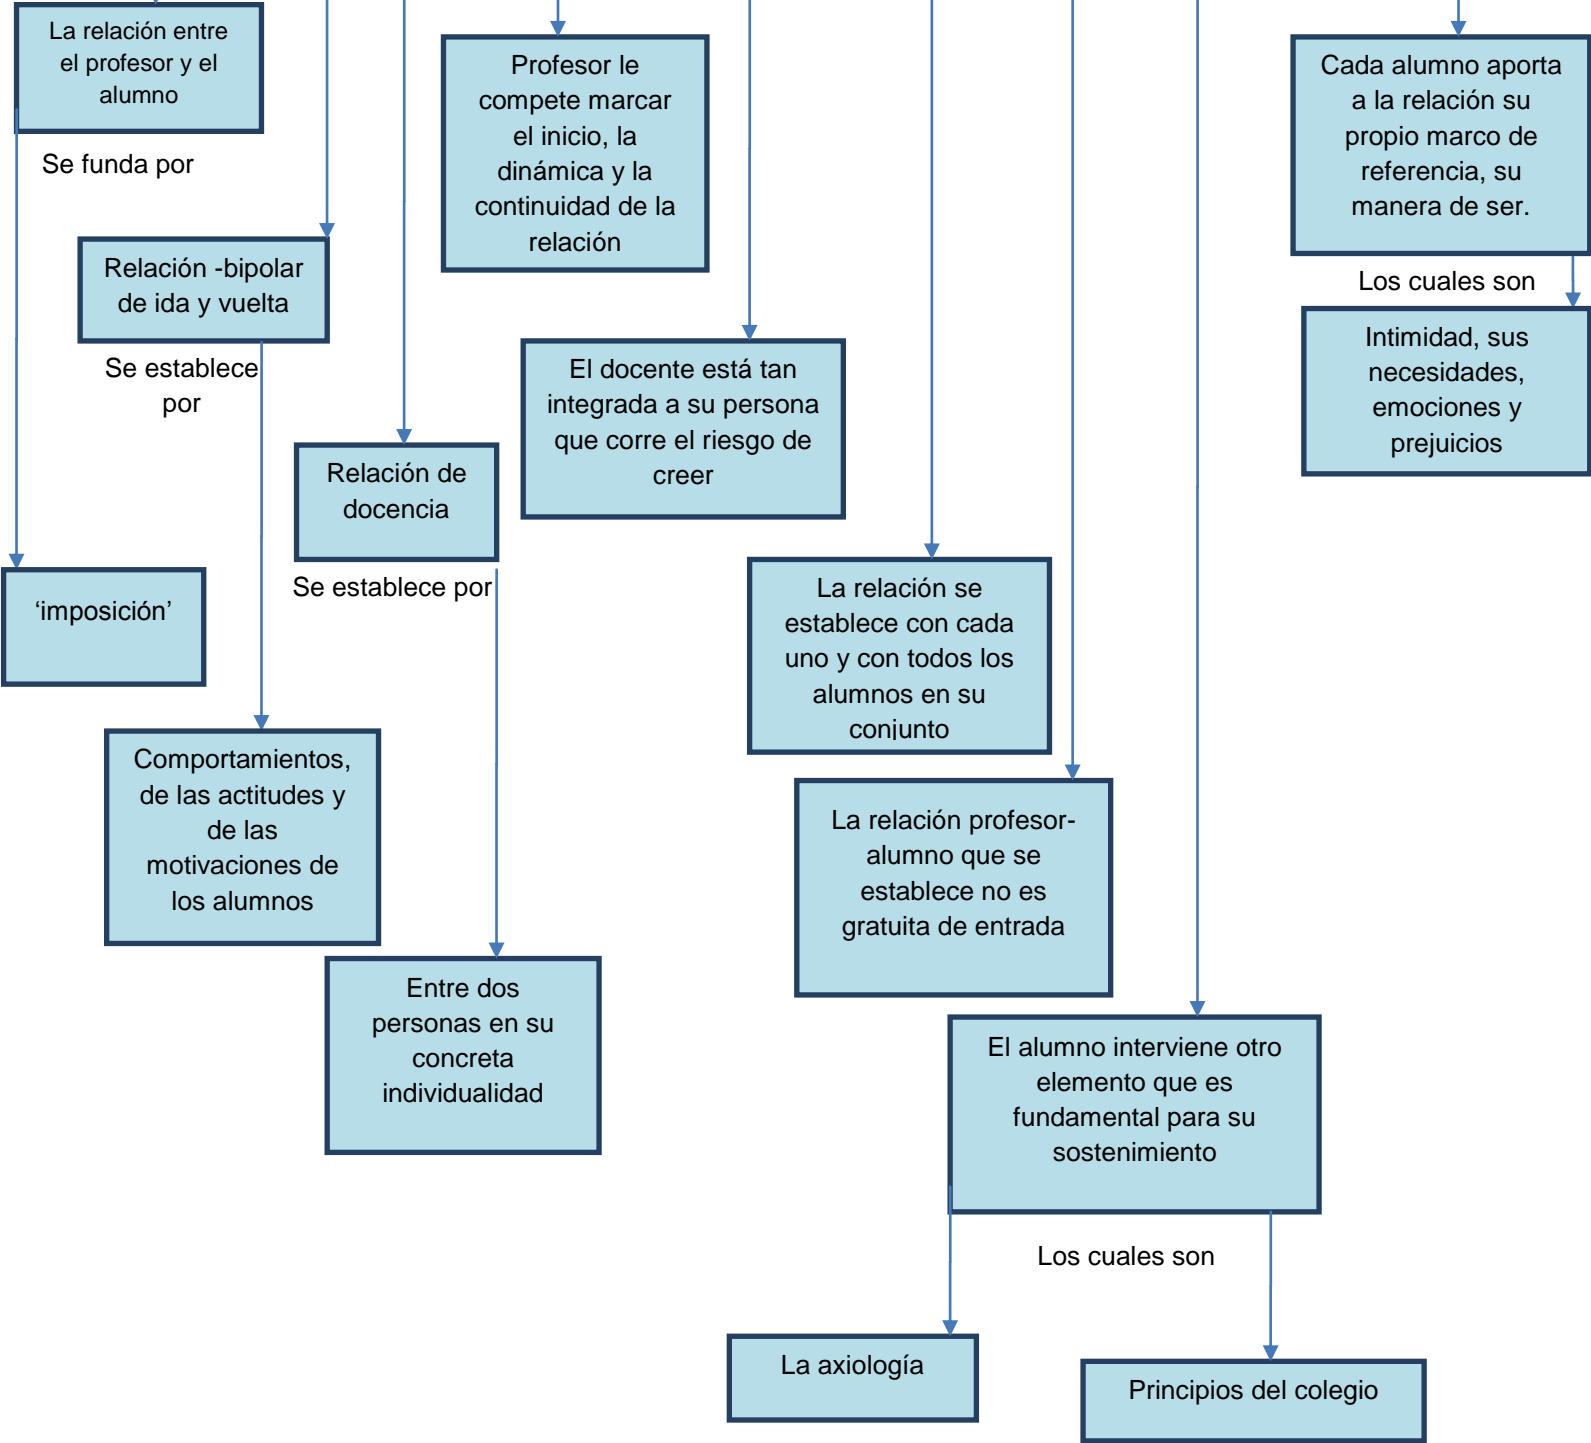 La relación entre
el profesor y el
alumno
Se funda por
‘imposición’
Relación -bipolar
de ida y vuelta
Se establece
por
Comportamientos,
de las actitudes y
de las
motivaciones de
los alumnos
Relación de
docencia
Se establece por
Entre dos
personas en su
concreta
individualidad
Profesor le
compete marcar
el inicio, la
dinámica y la
continuidad de la
relación
El docente está tan
integrada a su persona
que corre el riesgo de
creer
La relación se
establece con cada
uno y con todos los
alumnos en su
conjunto
La relación profesor-
alumno que se
establece no es
gratuita de entrada
El alumno interviene otro
elemento que es
fundamental para su
sostenimiento
Los cuales son
La axiología
Principios del colegio
Cada alumno aporta
a la relación su
propio marco de
referencia, su
manera de ser.
Los cuales son
Intimidad, sus
necesidades,
emociones y
prejuicios